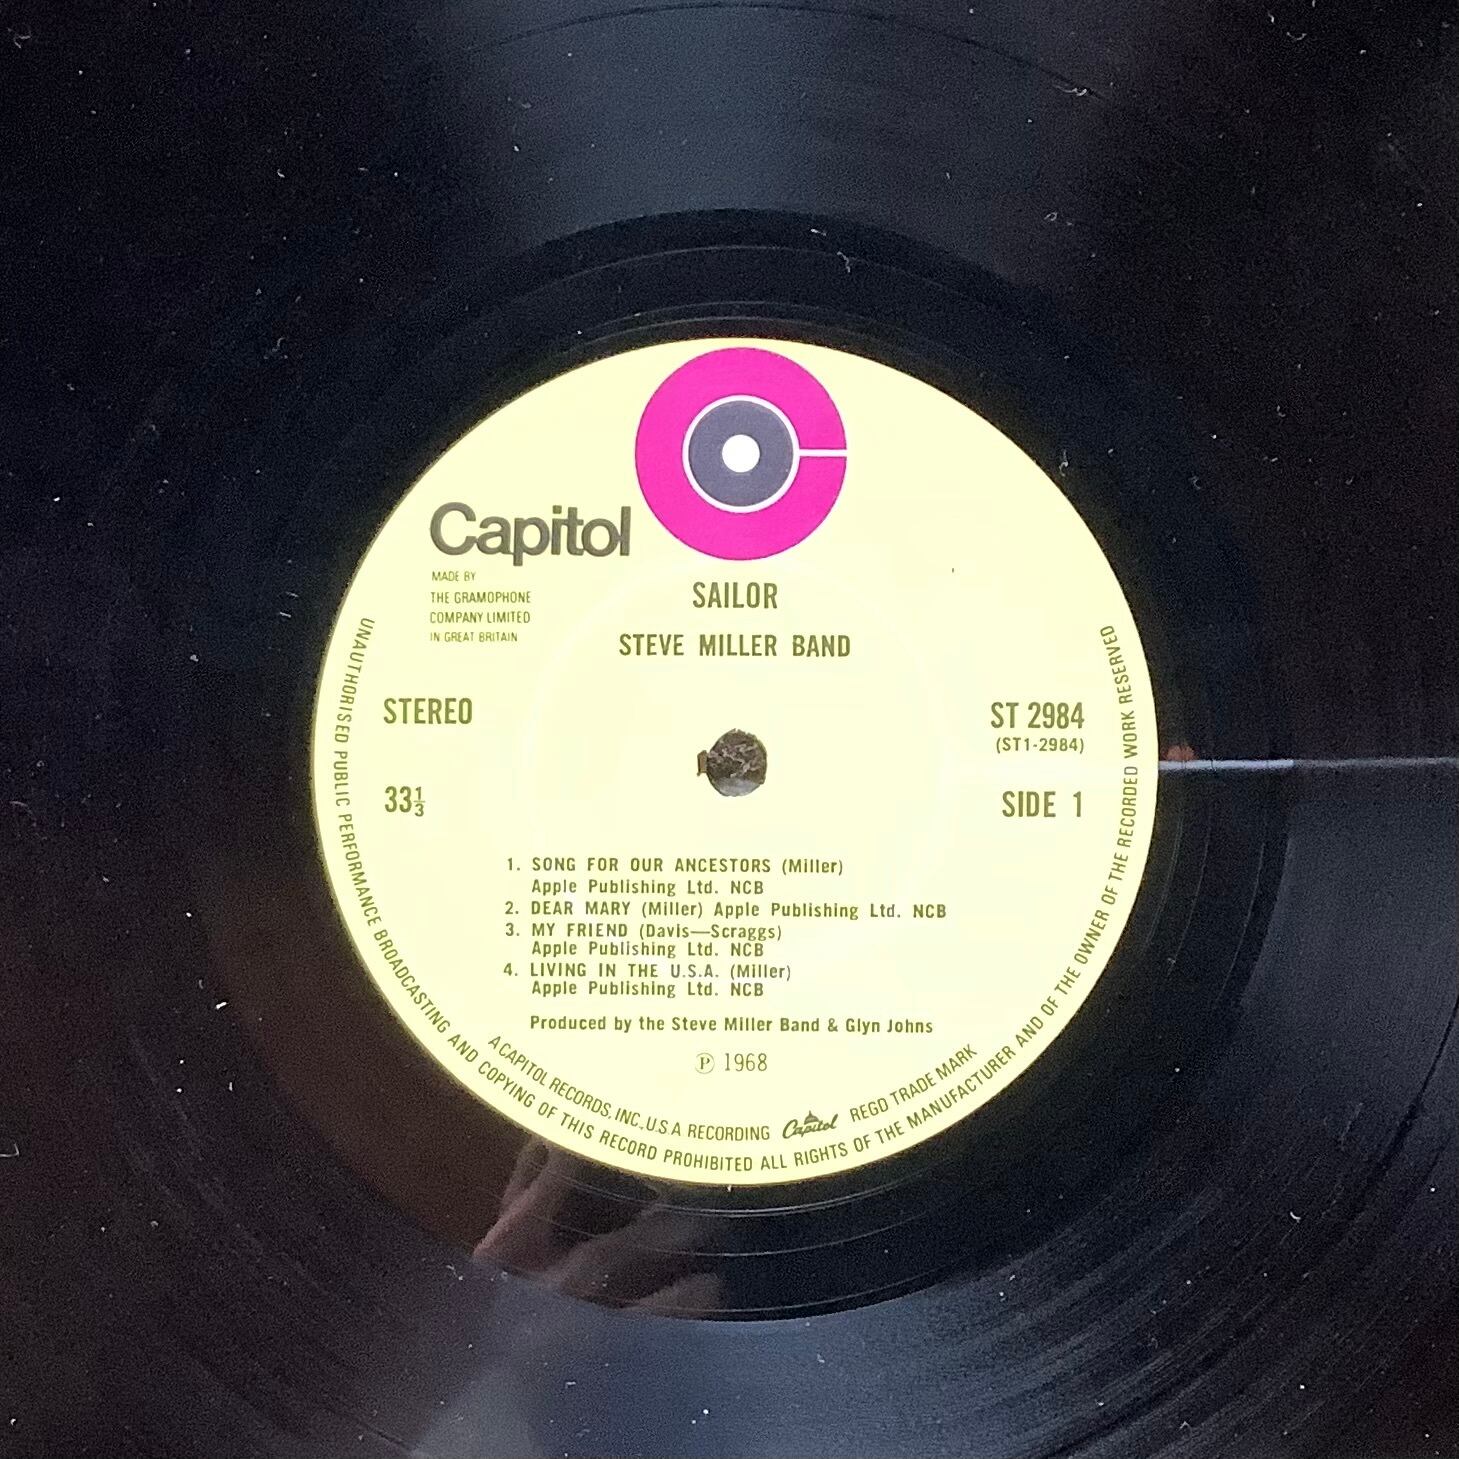 Capitol
MADE BY
THE GRAMOPHONE
COMPANY LIMITED
IN GREAT BRITAIN
SAILOR
STEVE MILLER BAND
STEREO
ST 2984
(ST1-2984)
33⅓
SIDE 1
1. SONG FOR OUR ANCESTORS (Miller)
Apple Publishing Ltd. NCB
2. DEAR MARY (Miller) Apple Publishing Ltd. NCB
3. MY FRIEND (Davis—Scraggs)
Apple Publishing Ltd. NCB
4. LIVING IN THE U.S.A. (Miller)
Apple Publishing Ltd. NCB
Produced by the Steve Miller Band & Glyn Johns
℗ 1968
A CAPITOL RECORDS, INC., U.S.A RECORDING Capitol REGD TRADE MARK
UNAUTHORISED PUBLIC PERFORMANCE BROADCASTING AND COPYING OF THIS RECORD PROHIBITED ALL RIGHTS OF THE MANUFACTURER AND OF THE OWNER OF THE RECORDED WORK RESERVED